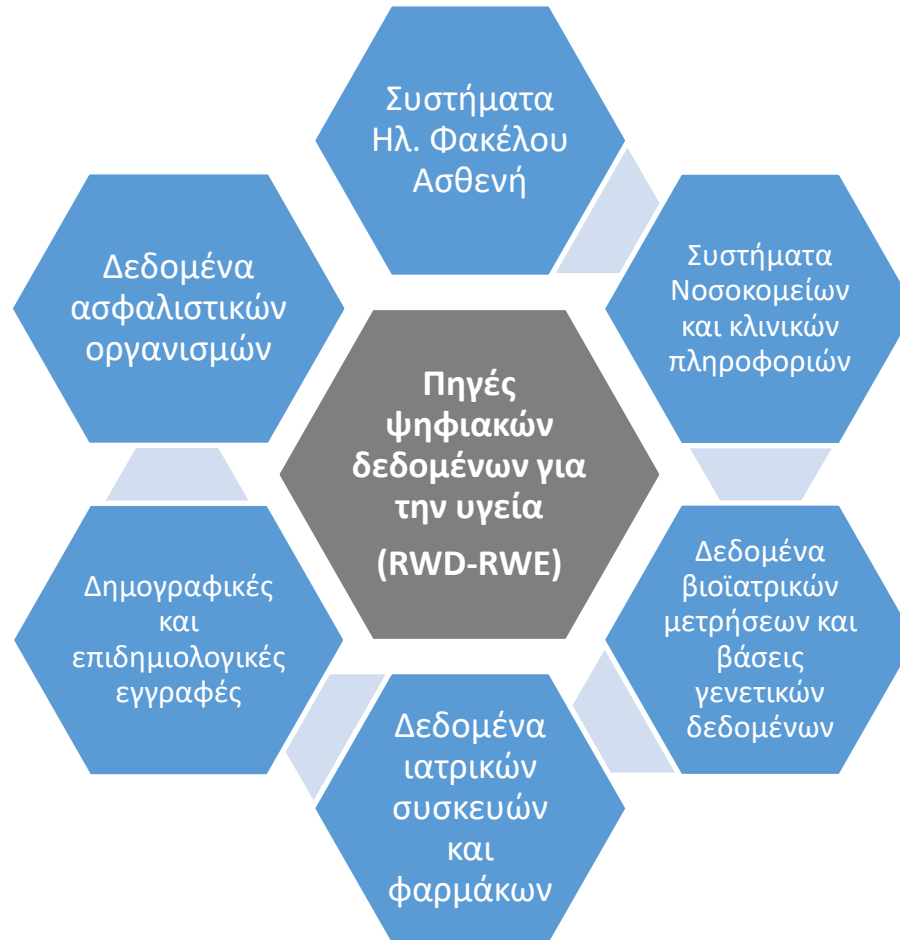 Συστήματα
Ηλ. Φακέλου
Ασθενή
Συστήματα
Νοσοκομείων
και κλινικών
πληροφοριών
Δεδομένα
βιοϊατρικών
μετρήσεων και
βάσεις
γενετικών
δεδομένων
Δεδομένα
ιατρικών
συσκευών
και
φαρμάκων
Δημογραφικές
και
επιδημιολογικές
εγγραφές
Δεδομένα
ασφαλιστικών
οργανισμών
Πηγές
ψηφιακών
δεδομένων για
την υγεία
(RWD-RWE)